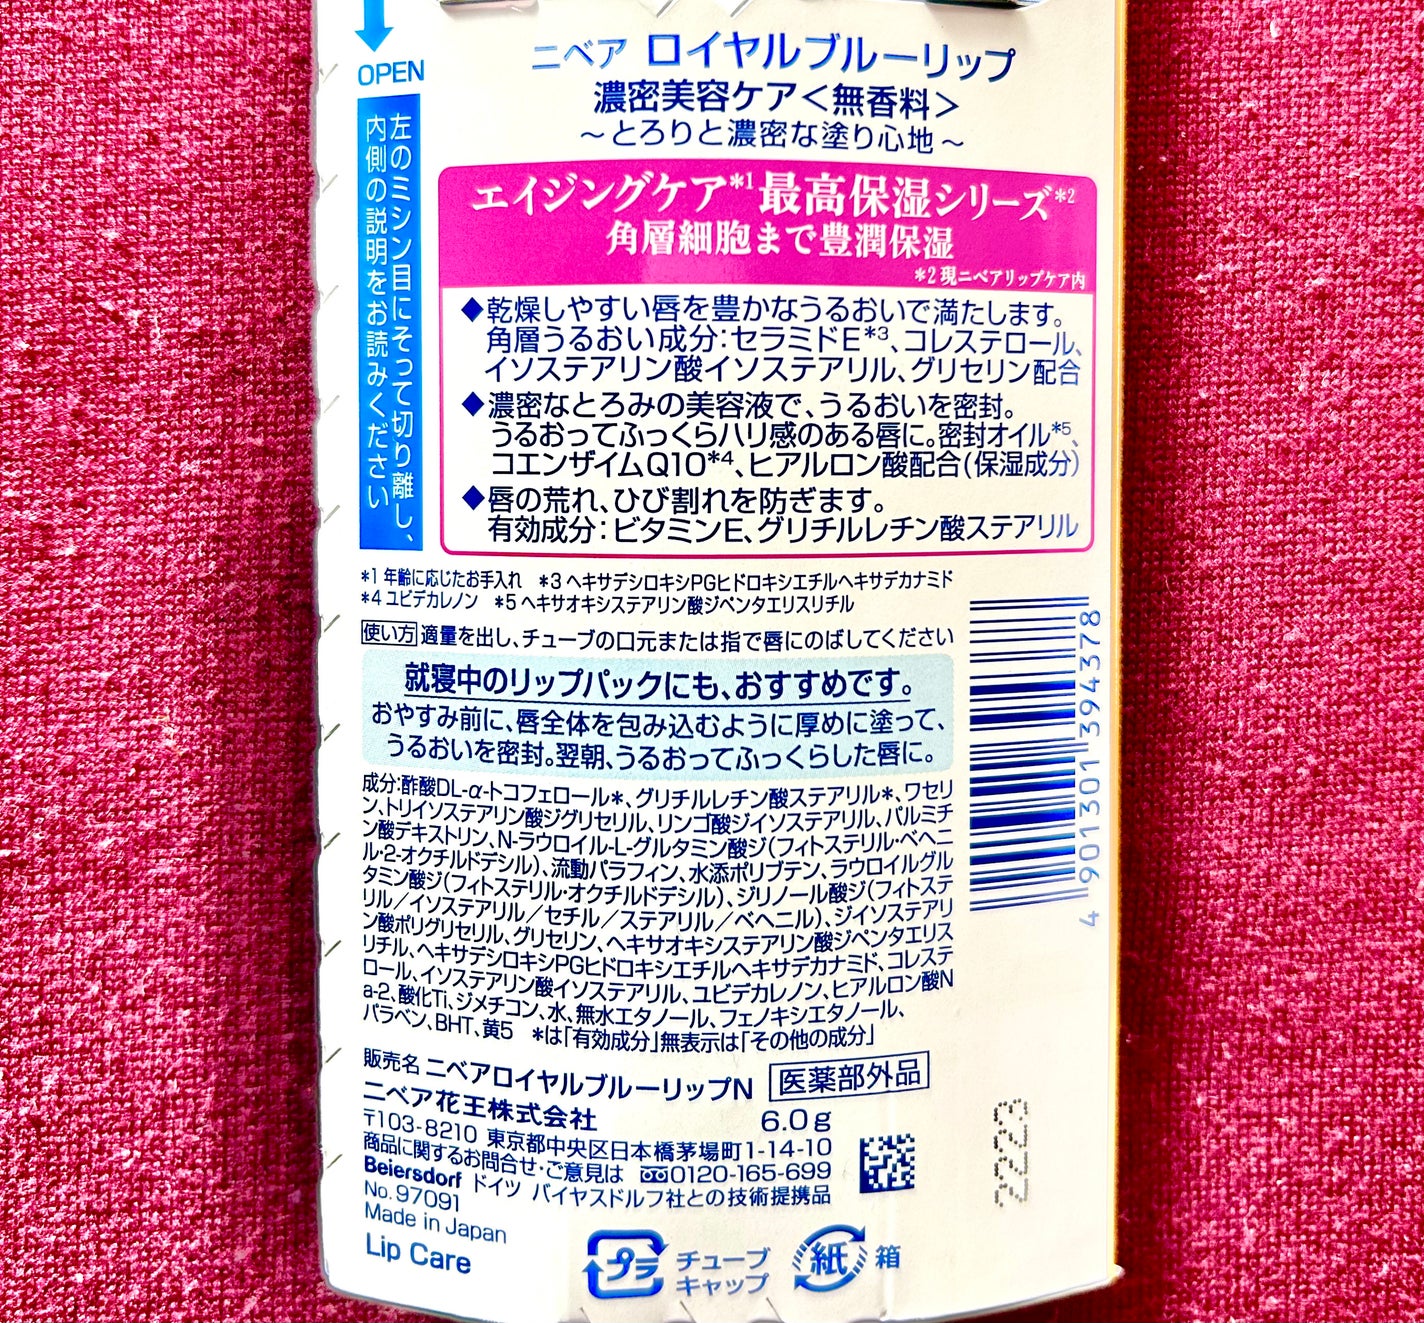 OPEN
左のミシン目にそって切り離し、
内側の説明をお読みください
ニベア ロイヤルブルーリップ
濃密美容ケア＜無香料＞
～とろりと濃密な塗り心地～
エイジングケア*1最高保湿シリーズ*2
角層細胞まで豊潤保湿
*2 現ニベアリップケア内
◆乾燥しやすい唇を豊かなうるおいで満たします。
角層うるおい成分:セラミドE*3、コレステロール、
イソステアリン酸イソステアリル、グリセリン配合
◆濃密なとろみの美容液で、うるおいを密封。
うるおってふっくらハリ感のある唇に。密封オイル*5、
コエンザイムQ10*4、ヒアルロン酸配合(保湿成分)
◆唇の荒れ、ひび割れを防ぎます。
有効成分:ビタミンE、グリチルレチン酸ステアリル
*1 年齢に応じたお手入れ *3 ヘキサデシロキシPGヒドロキシエチルヘキサデカナミド
*4 ユビデカレノン *5 ヘキサオキシステアリン酸ジペンタエリスリチル
使い方 適量を出し、チューブの口元または指で唇にのばしてください
就寝中のリップパックにも、おすすめです。
おやすみ前に、唇全体を包み込むように厚めに塗って、
うるおいを密封。翌朝、うるおってふっくらした唇に。
成分:酢酸DL-α-トコフェロール*、グリチルレチン酸ステアリル*、ワセリ
ン、トリイソステアリン酸ジグリセリル、リンゴ酸ジイソステアリル、パルミチ
ン酸デキストリン、N-ラウロイル-L-グルタミン酸ジ(フィトステリル・ベヘニ
ル・2-オクチルドデシル)、流動パラフィン、水添ポリブテン、ラウロイルグル
タミン酸ジ(フィトステリル・オクチルドデシル)、ジリノール酸ジ(フィトステ
リル／イソステアリル／セチル／ステアリル／ベヘニル)、ジイソステアリ
ン酸ポリグリセリル、グリセリン、ヘキサオキシステアリン酸ジペンタエリス
リチル、ヘキサデシロキシPGヒドロキシエチルヘキサデカナミド、コレステ
ロール、イソステアリン酸イソステアリル、ユビデカレノン、ヒアルロン酸N
a-2、酸化Ti、ジメチコン、水、無水エタノール、フェノキシエタノール、
パラベン、BHT、黄5 *は「有効成分」無表示は「その他の成分」
販売名 ニベアロイヤルブルーリップN 医薬部外品
ニベア花王株式会社 6.0g
〒103-8210 東京都中央区日本橋茅場町1-14-10
商品に関するお問合せ・ご意見は 0120-165-699
Beiersdorf ドイツ バイヤスドルフ社との技術提携品
No.97091
Made in Japan
Lip Care
プラ チューブ
キャップ
紙 箱
4 901301 394378
3272